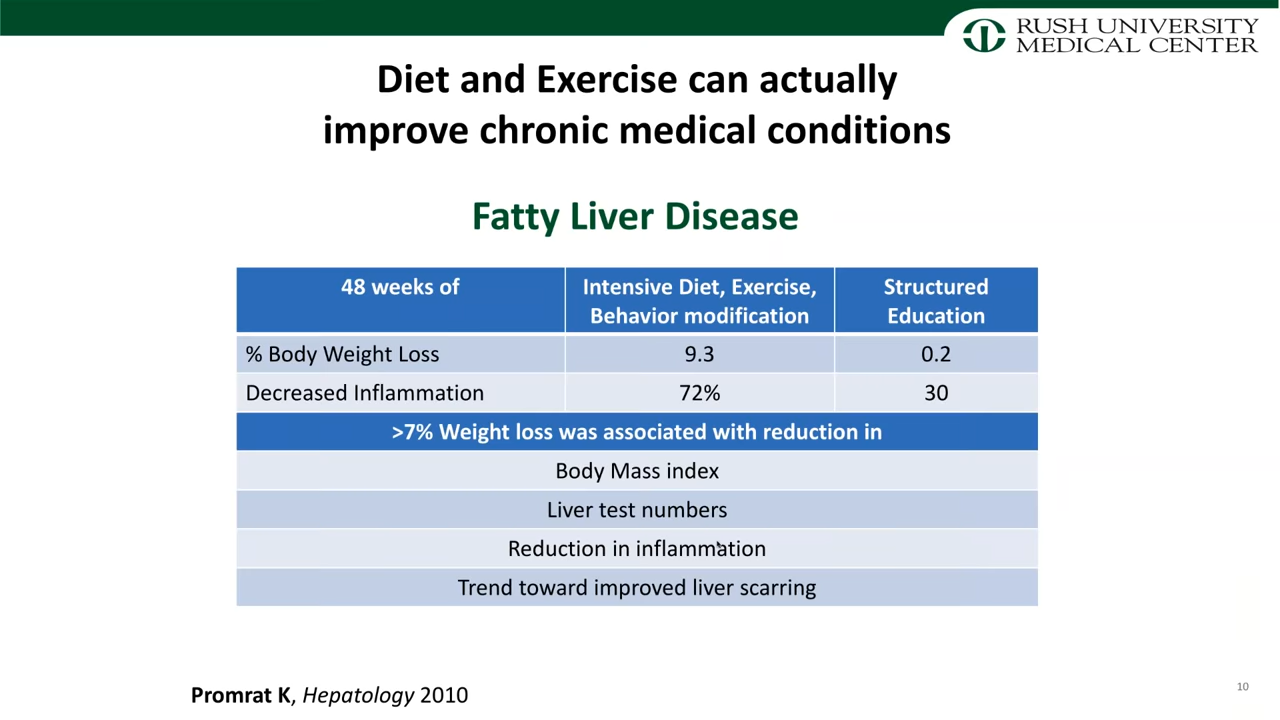 RUSH UNIVERSITY
MEDICAL CENTER
Diet and Exercise can actually
improve chronic medical conditions
Fatty Liver Disease
48 weeks of
Intensive Diet, Exercise,
Behavior modification
Structured
Education
% Body Weight Loss 9.3 0.2
Decreased Inflammation 72% 30
>7% Weight loss was associated with reduction in
Body Mass index
Liver test numbers
Reduction in inflammation
Trend toward improved liver scarring
Promrat K, Hepatology 2010
10